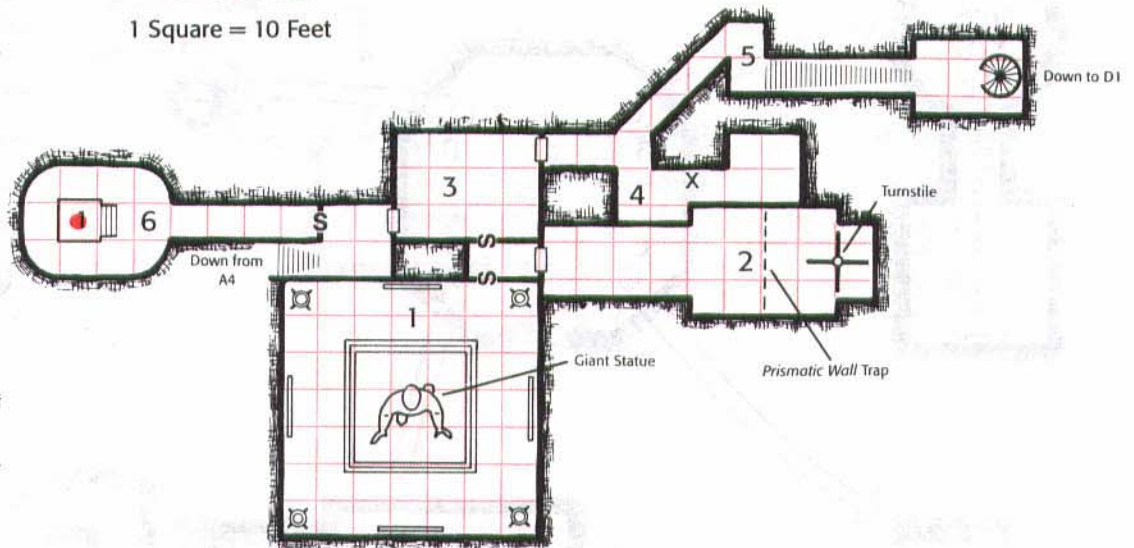 1 Square = 10 Feet
5
Down to D1
3
4
X
Turnstile
6
S
S
Down from
A4
2
S
1
Giant Statue
Prismatic Wall Trap